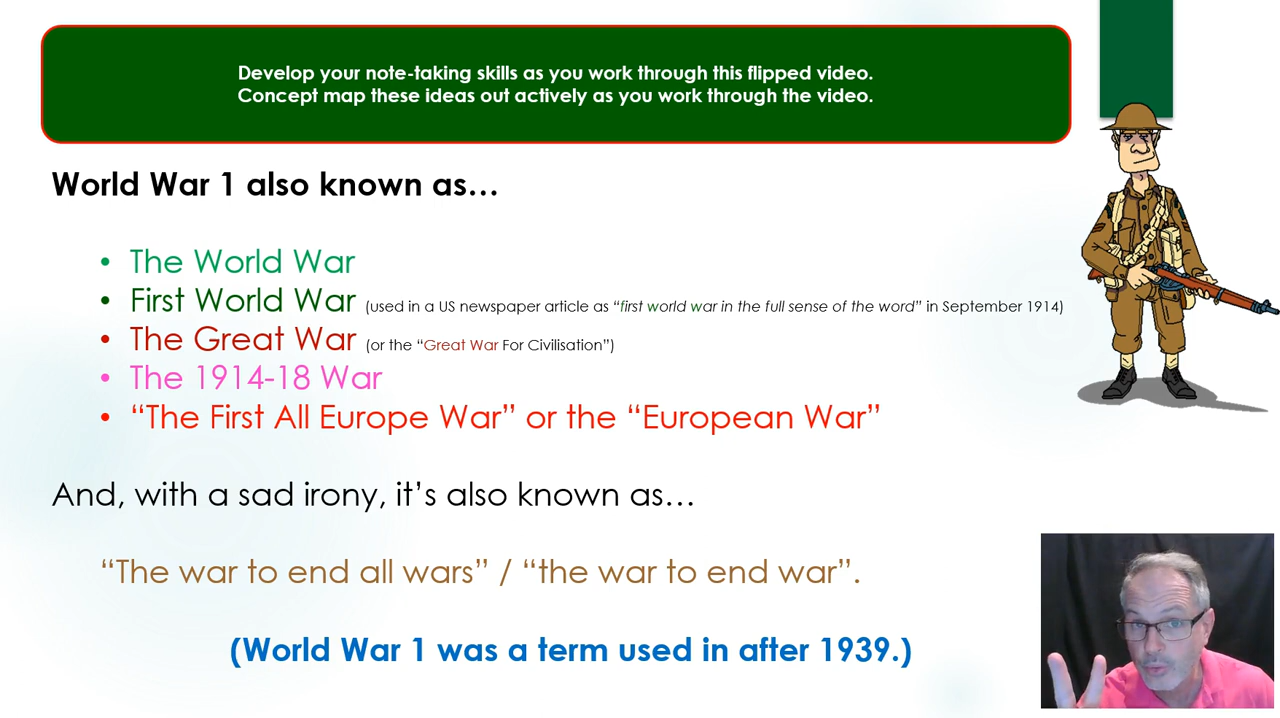 Develop your note-taking skills as you work through this flipped video.
Concept map these ideas out actively as you work through the video.
World War 1 also known as…
• The World War
• First World War (used in a US newspaper article as “first world war in the full sense of the word” in September 1914)
• The Great War (or the “Great War For Civilisation”)
• The 1914-18 War
• “The First All Europe War” or the “European War”
And, with a sad irony, it’s also known as…
“The war to end all wars” / “the war to end war”.
(World War 1 was a term used in after 1939.)